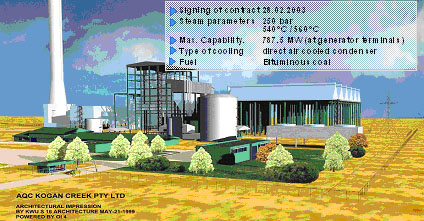 Signing of contract 28.02.2003
Steam parameters 250 bar
540°C / 560°C
Max. Capability. 787.5 MW (at generator terminals)
Type of cooling direct air cooled condenser
Fuel Bituminous coal
AQC KOGAN CREEK PTY LTD
ARCHITECTURAL IMPRESSION
BY KWU S 16 ARCHITECTURE MAY-21-1999
POWERED BY OI 4